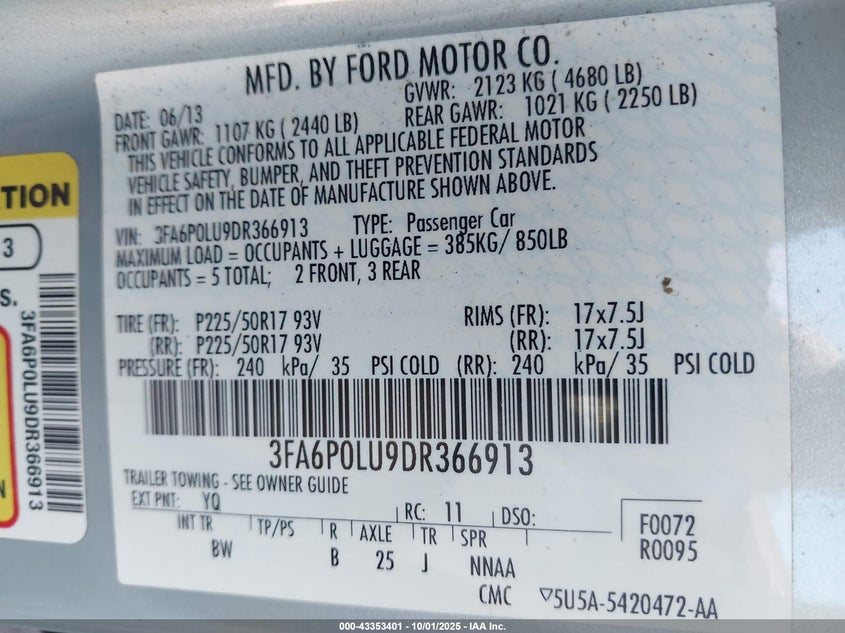 MFD. BY FORD MOTOR CO.
DATE: 06/13 GVWR: 2123 KG ( 4680 LB)
FRONT GAWR: 1107 KG ( 2440 LB) REAR GAWR: 1021 KG ( 2250 LB)
THIS VEHICLE CONFORMS TO ALL APPLICABLE FEDERAL MOTOR
VEHICLE SAFETY, BUMPER, AND THEFT PREVENTION STANDARDS
IN EFFECT ON THE DATE OF MANUFACTURE SHOWN ABOVE.
VIN: 3FA6P0LU9DR366913 TYPE: Passenger Car
MAXIMUM LOAD = OCCUPANTS + LUGGAGE = 385KG/ 850LB
OCCUPANTS = 5 TOTAL; 2 FRONT, 3 REAR
TIRE (FR): P225/50R17 93V RIMS (FR): 17x7.5J
(RR): P225/50R17 93V (RR): 17x7.5J
PRESSURE (FR): 240 kPa/ 35 PSI COLD (RR): 240 kPa/ 35 PSI COLD
3FA6P0LU9DR366913
TRAILER TOWING - SEE OWNER GUIDE
EXT PNT: YQ RC: 11 DSO:
INT TR TP/PS R AXLE TR SPR
BW B 25 J NNAA
F0072
R0095
CMC ▽5U5A-5420472-AA
3
S.
3FA6P0LU9DR366913
000-43353401 - 10/01/2025 - IAA Inc.